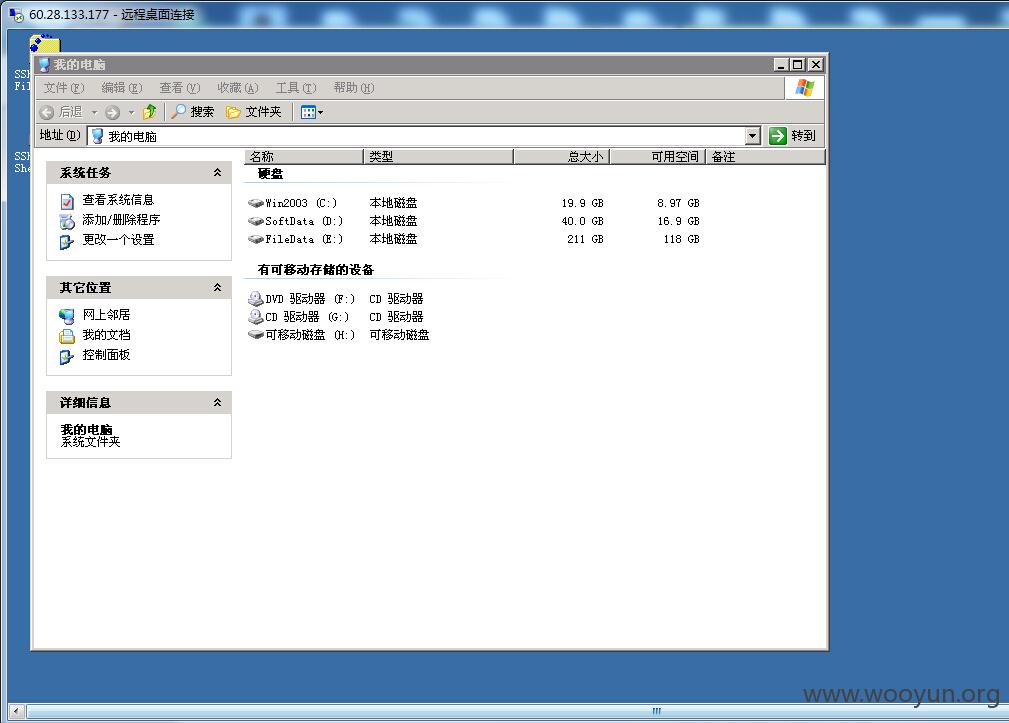 60.28.133.177 - 远程桌面连接
我的电脑
文件(F) 编辑(E) 查看(V) 收藏(A) 工具(T) 帮助(H)
后退 搜索 文件夹
地址(D) 我的电脑 转到
SSH
系统任务
查看系统信息
添加/删除程序
更改一个设置
其它位置
网上邻居
我的文档
控制面板
详细信息
我的电脑
系统文件夹
名称 类型 总大小 可用空间 备注
硬盘
Win2003 (C:) 本地磁盘 19.9 GB 8.97 GB
SoftData (D:) 本地磁盘 40.0 GB 16.9 GB
FileData (E:) 本地磁盘 211 GB 118 GB
有可移动存储的设备
DVD 驱动器 (F:) CD 驱动器
CD 驱动器 (G:) CD 驱动器
可移动磁盘 (H:) 可移动磁盘
www.wooyun.org